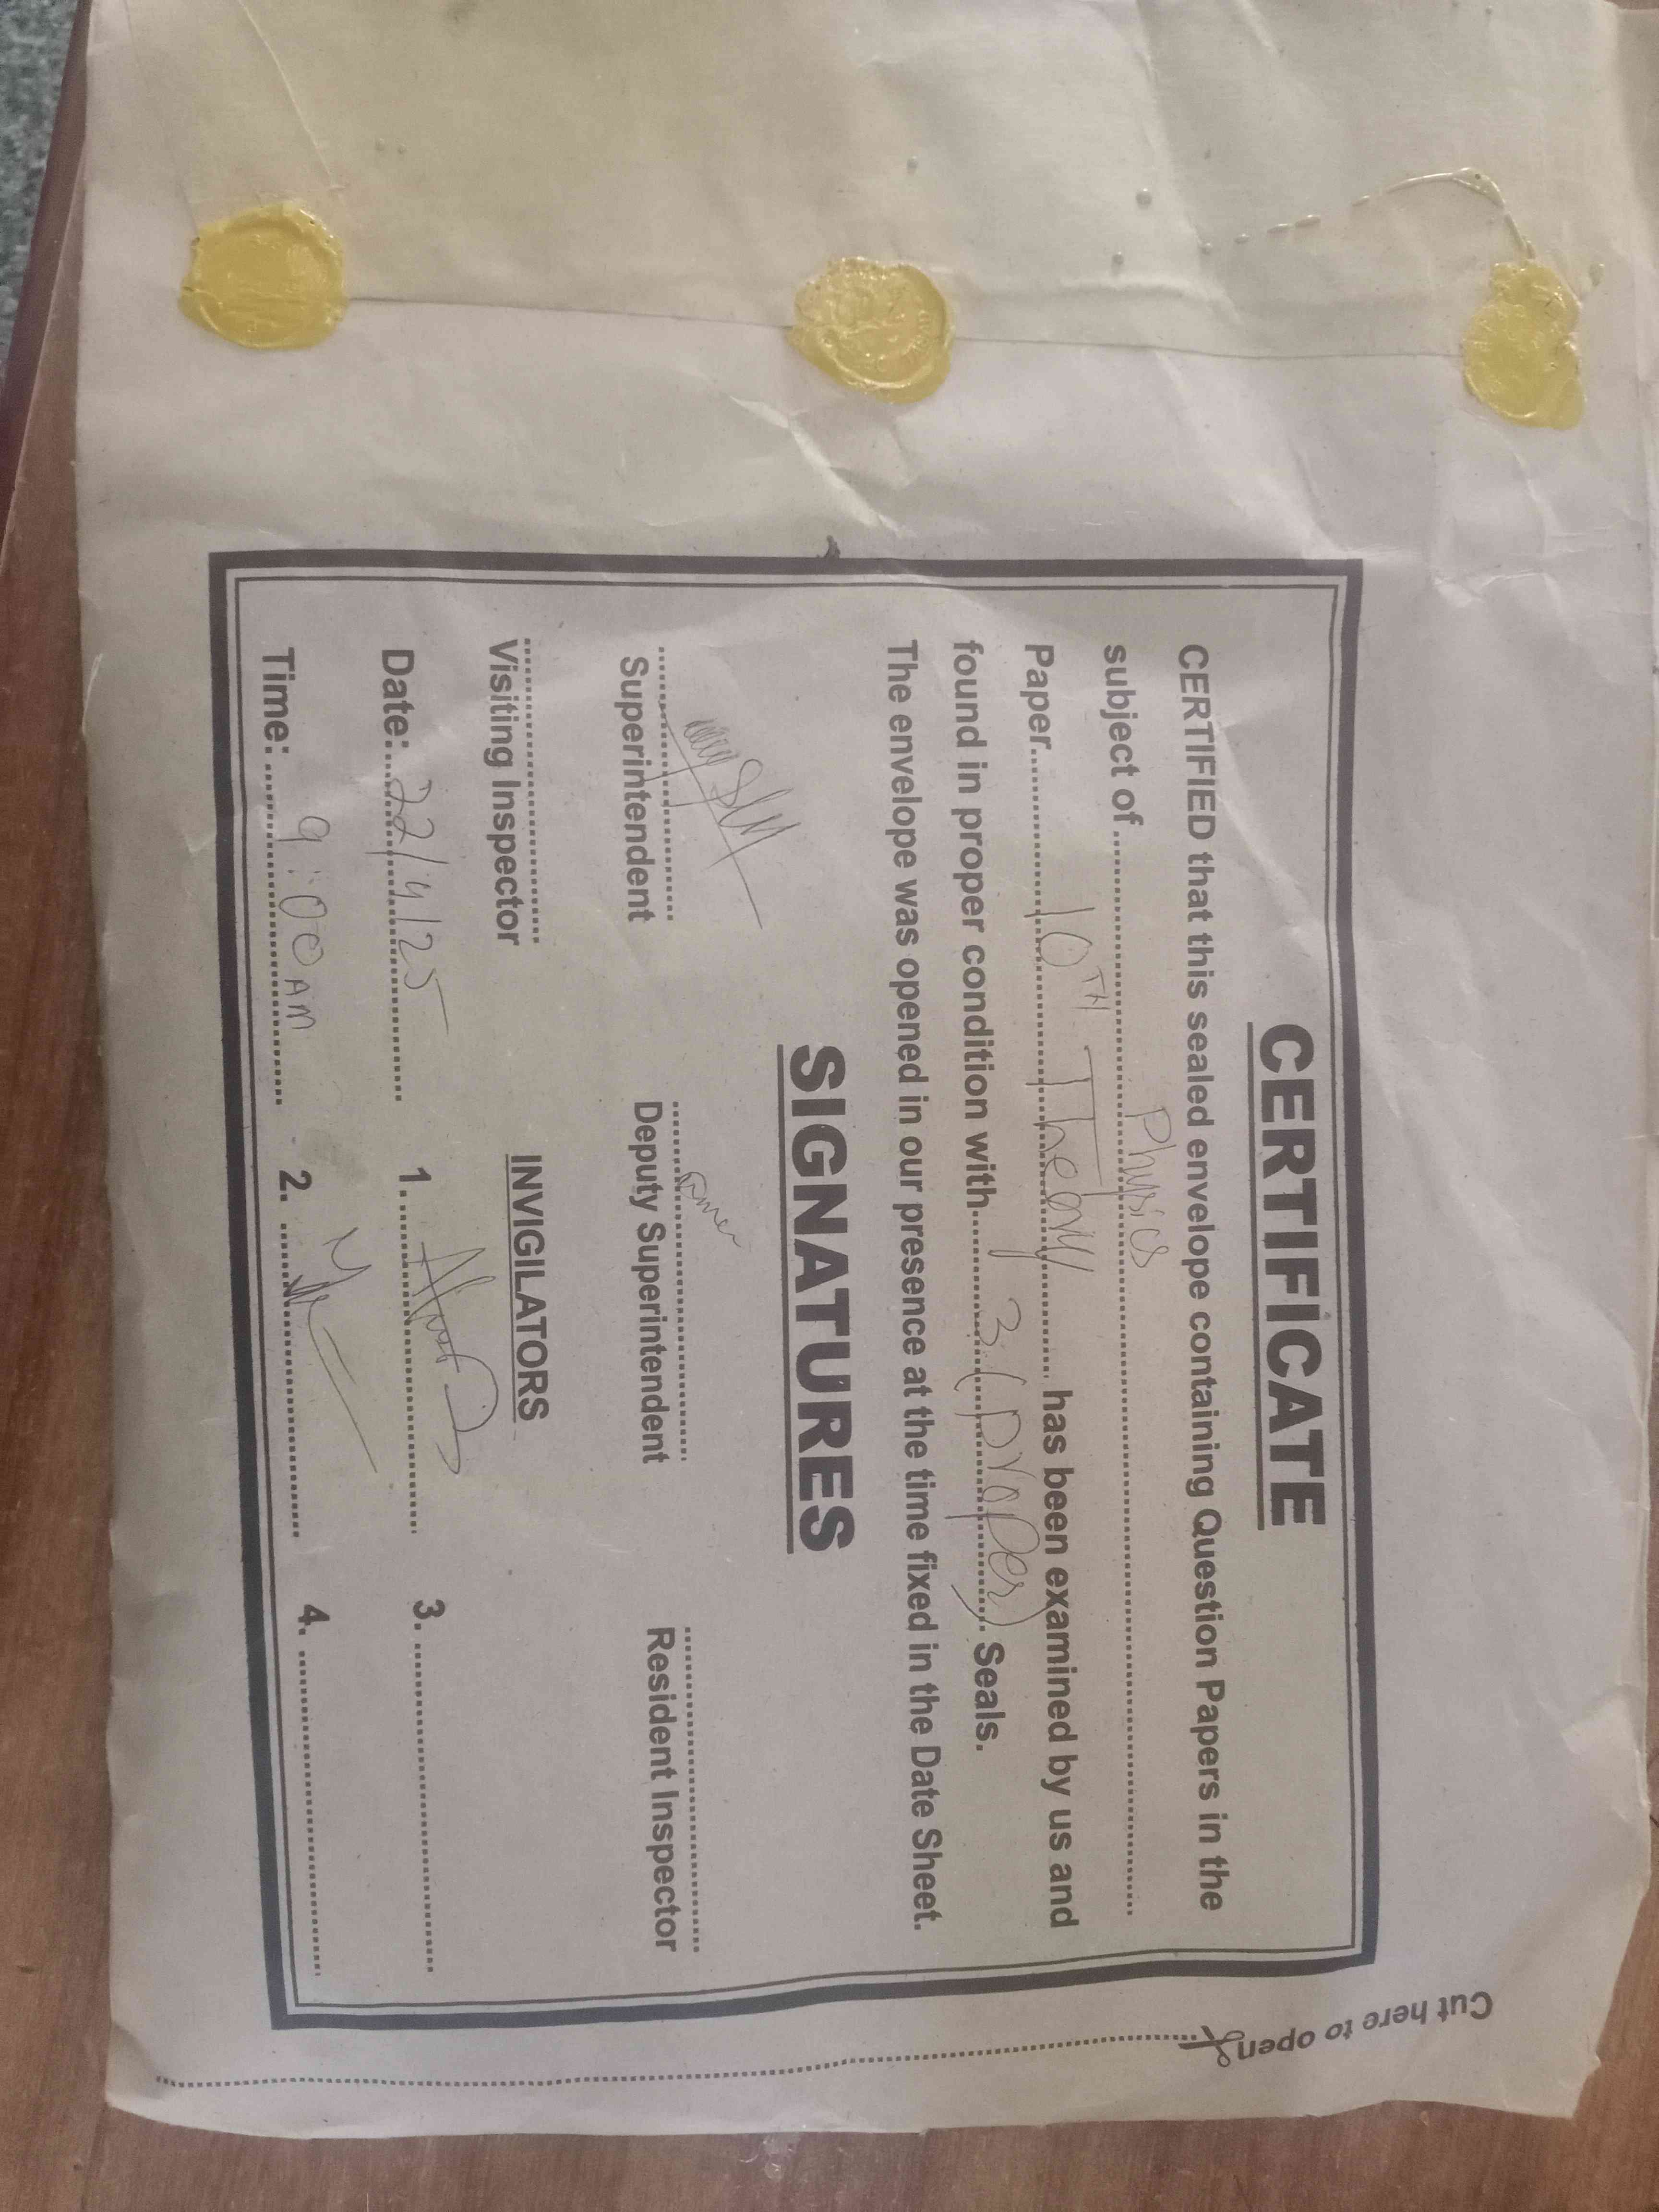 CERTIFICATE
CERTIFIED that this sealed envelope containing Question Papers in the
subject of ........ Physics ........
Paper........ 10TH Theory ........ has been examined by us and
found in proper condition with........ 3 (proper) ........ Seals.
The envelope was opened in our presence at the time fixed in the Date Sheet.
SIGNATURES
Superintendent Deputy Superintendent Resident Inspector
Visiting Inspector INVIGILATORS
Date: 22/4/25 1. ........ 3. ........
Time: 9:00 AM 2. ........ 4. ........
Cut here to open